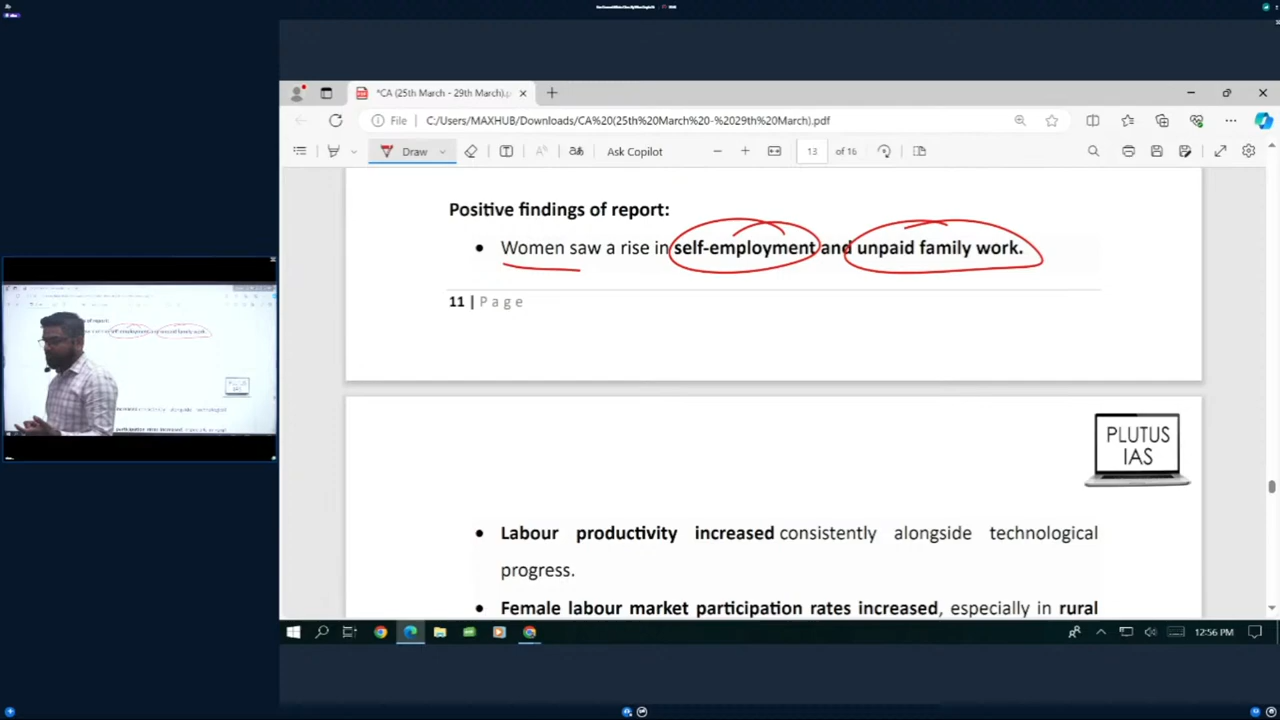 *CA (25th March - 29th March).p
File
C:/Users/MAXHUB/Downloads/CA%20(25th%20March%20-%2029th%20March).pdf
Draw
Ask Copilot
13 of 16
Positive findings of report:
• Women saw a rise in self-employment and unpaid family work.
11 | Page
PLUTUS
IAS
• Labour productivity increased consistently alongside technological
progress.
• Female labour market participation rates increased, especially in rural
12:56 PM